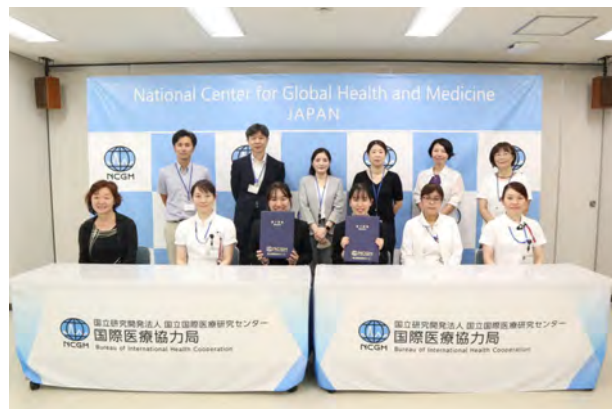 National Center for Global Health and Medicine
JAPAN
NCGM
NCGM
国立研究開発法人 国立国際医療研究センター
国際医療協力局
Bureau of International Health Cooperation
NCGM
国立研究開発法人 国立国際医療研究センター
国際医療協力局
Bureau of International Health Cooperation
NCGM